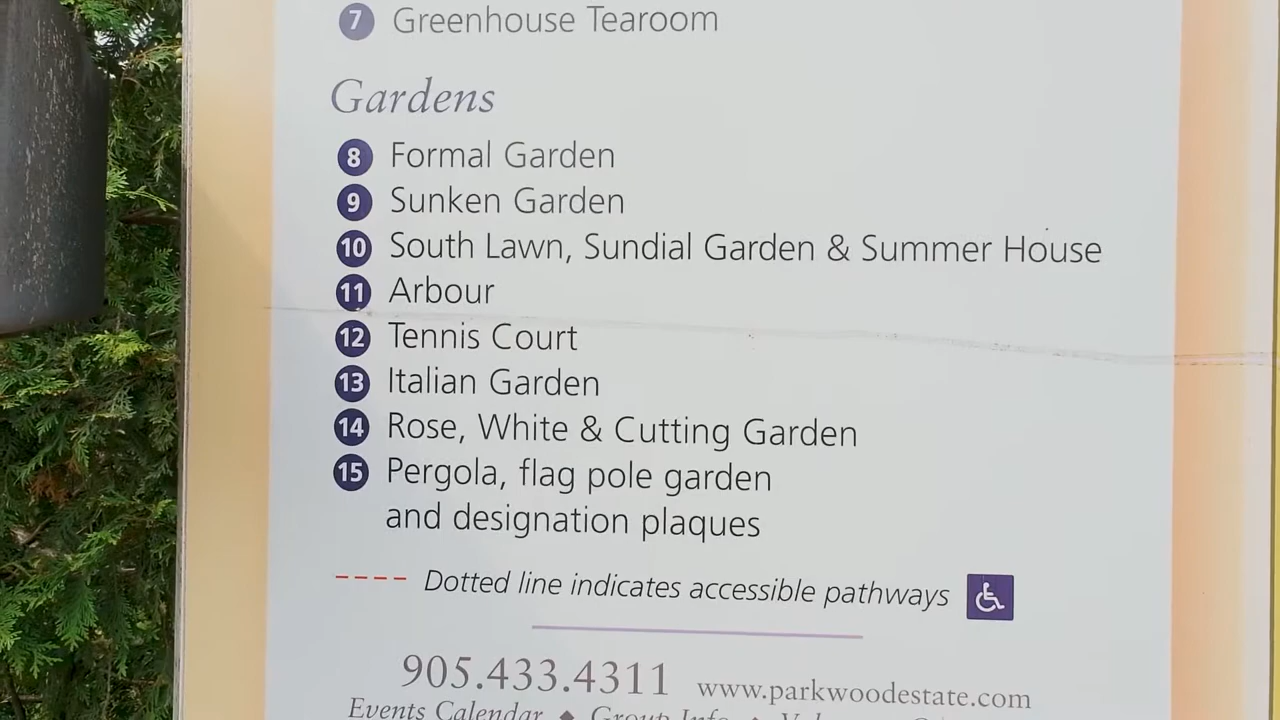 7 Greenhouse Tearoom
Gardens
8 Formal Garden
9 Sunken Garden
10 South Lawn, Sundial Garden & Summer House
11 Arbour
12 Tennis Court
13 Italian Garden
14 Rose, White & Cutting Garden
15 Pergola, flag pole garden
and designation plaques
---- Dotted line indicates accessible pathways
905.433.4311 www.parkwoodestate.com
Events Calendar ◆ Group Info ◆